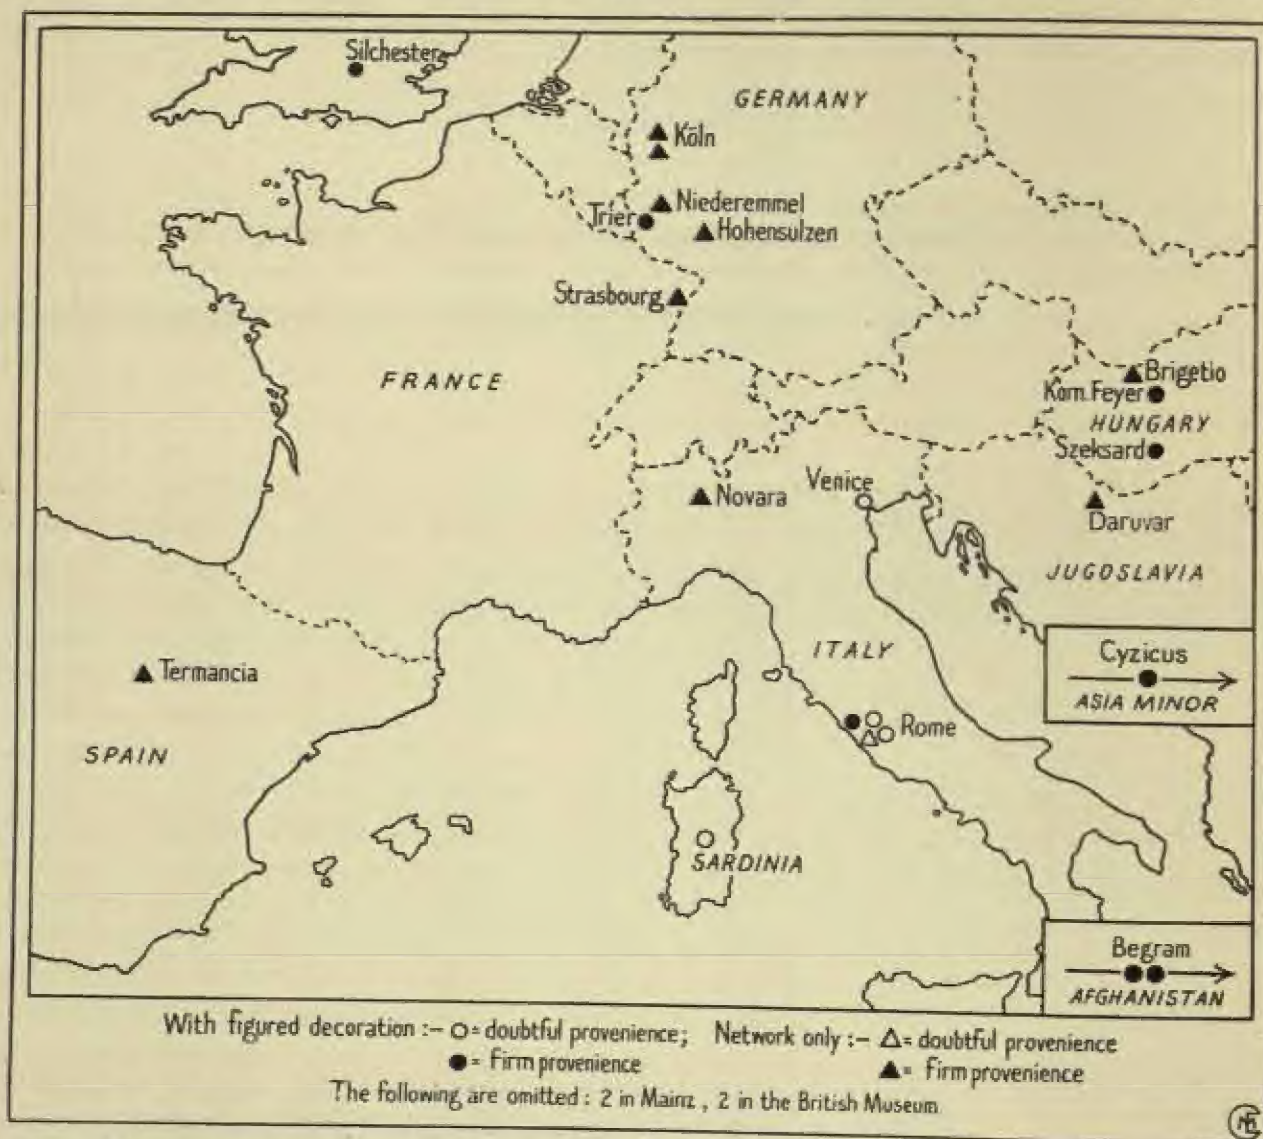 Silchester
GERMANY
Köln
Niederemmel
Trier
Hohensulzen
Strasbourg
FRANCE
Brigetio
Kom. Feyer
HUNGARY
Szeksard
Venice
Novara
Daruvar
JUGOSLAVIA
ITALY
Termancia
Cyzicus
ASIA MINOR
Rome
SPAIN
SARDINIA
Begram
AFGHANISTAN
With figured decoration :- O = doubtful provenience; Network only :- △ = doubtful provenience
● = Firm provenience ▲ = Firm provenience
The following are omitted : 2 in Mainz , 2 in the British Museum